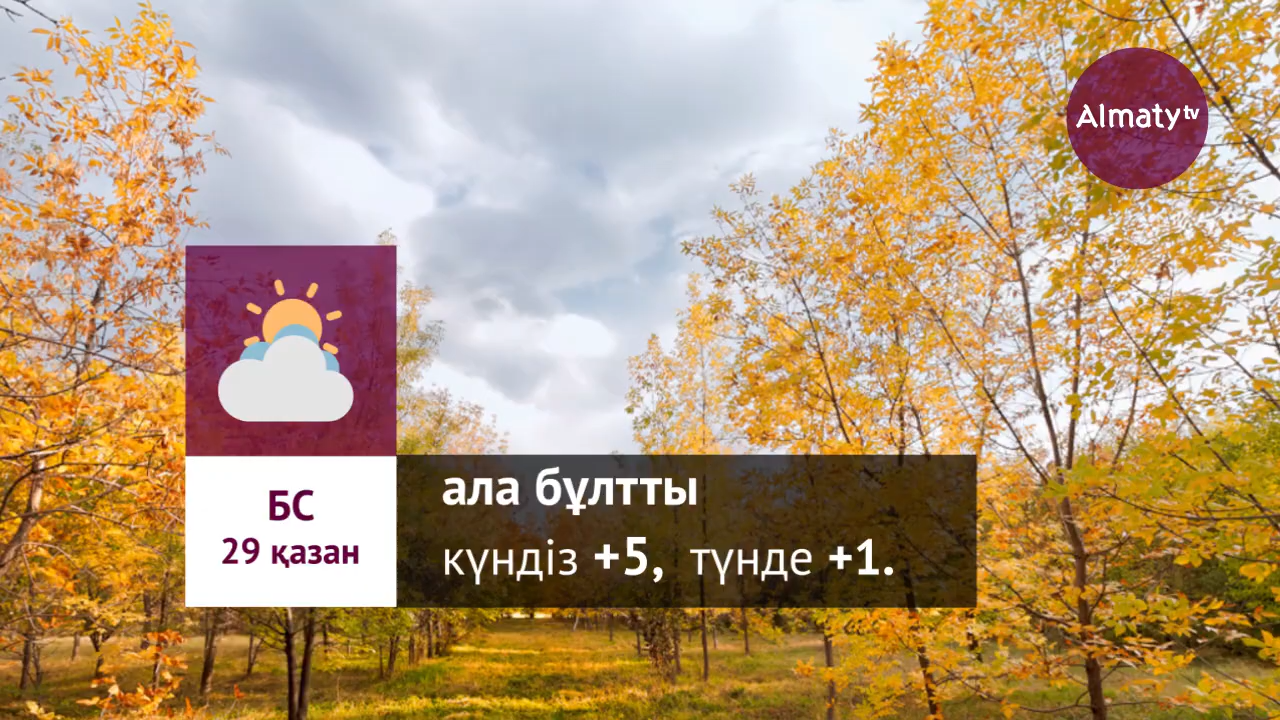 Almaty tv
БС
29 қазан
ала бұлтты
күндіз +5, түнде +1.